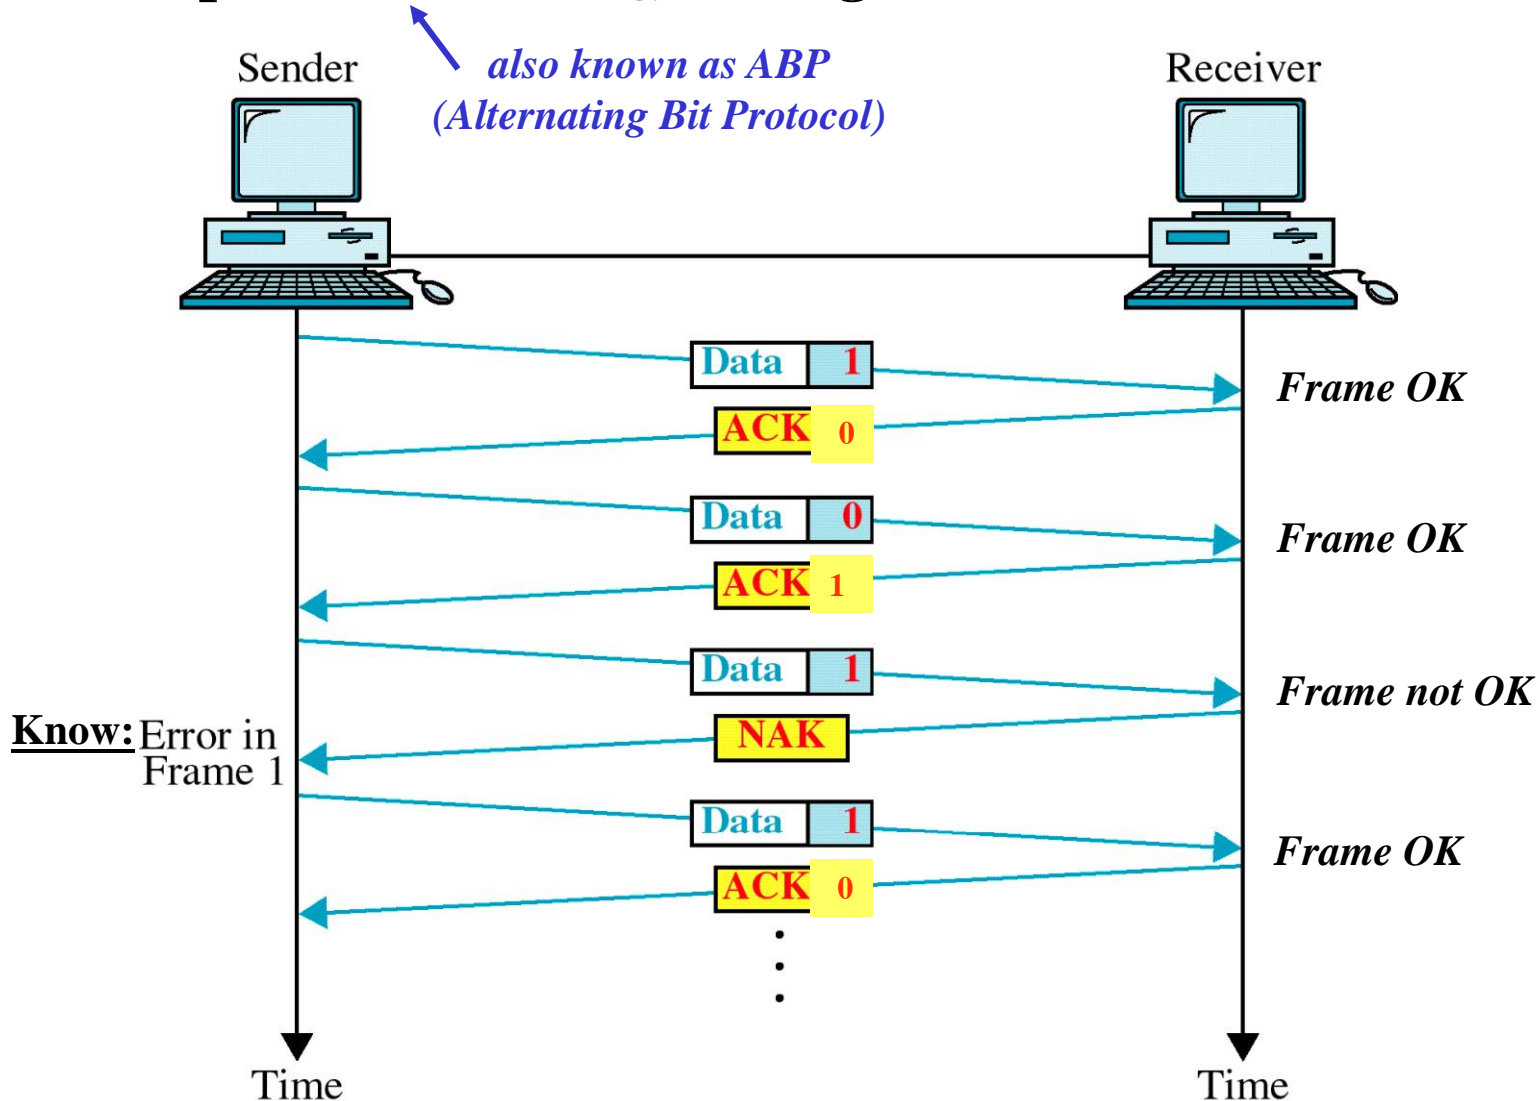 also known as ABP
(Alternating Bit Protocol)
Sender
Receiver
Data 1
Frame OK
ACK 0
Data 0
Frame OK
ACK 1
Data 1
Frame not OK
NAK
Know: Error in
Frame 1
Data 1
Frame OK
ACK 0
Time
Time